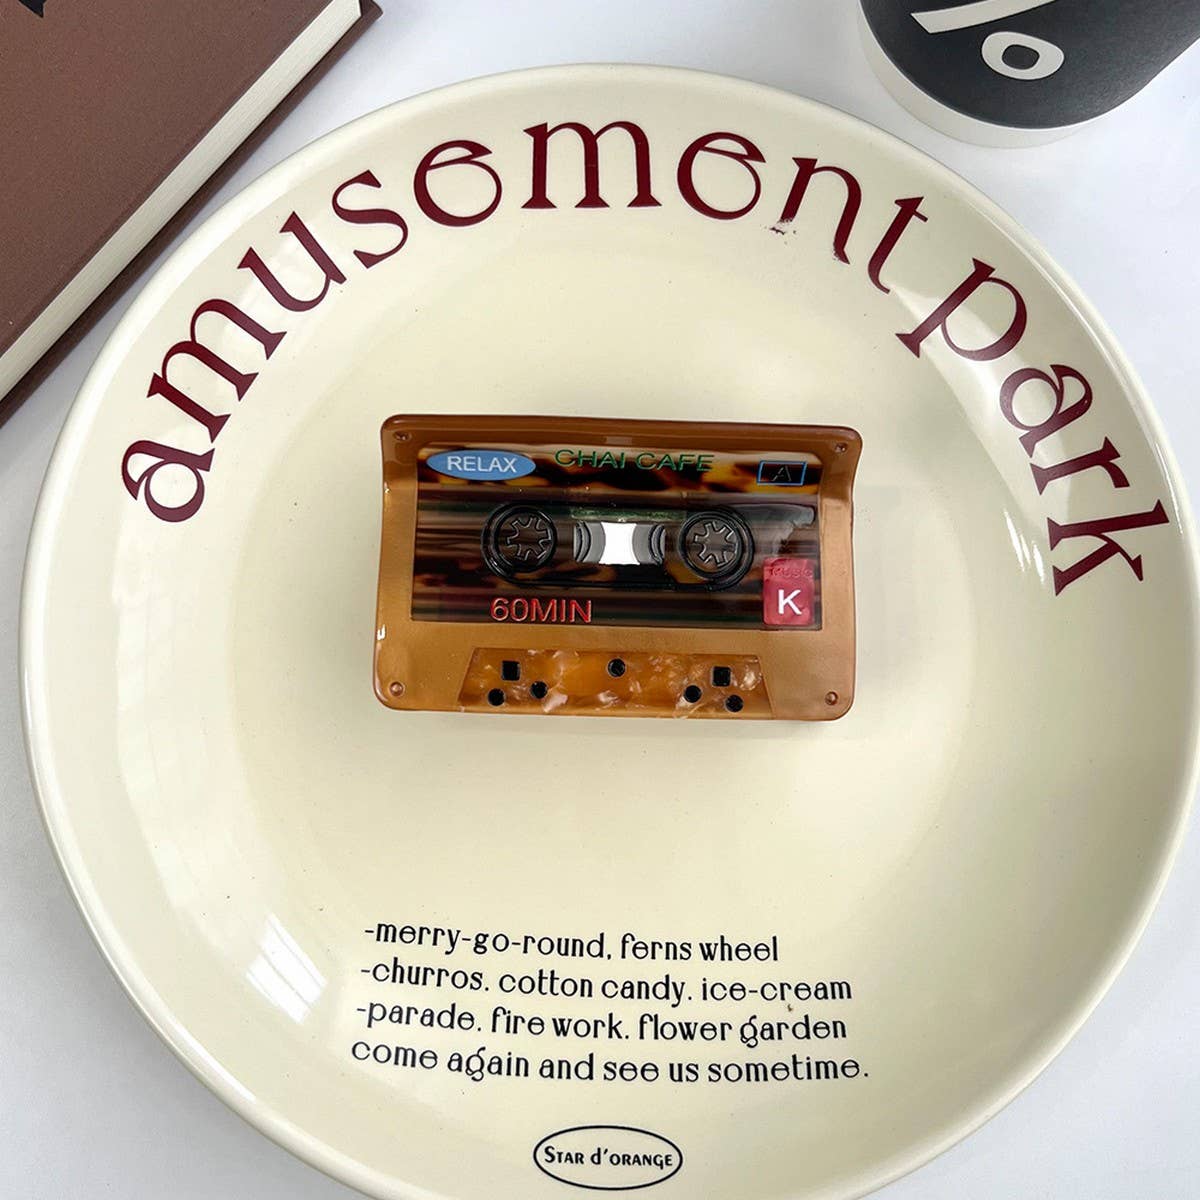 amusement park
RELAX
CHAI CAFE
A
60MIN
K
-merry-go-round, ferns wheel
-churros. cotton candy. ice-cream
-parade. fire work. flower garden
come again and see us sometime.
STAR d'ORANGE
%